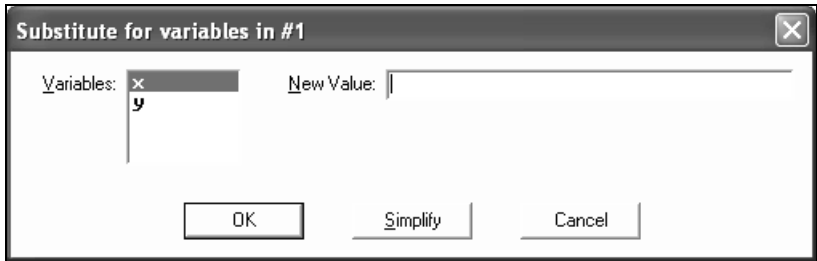 Substitute for variables in #1
Variables: x New Value:
y
OK Simplify Cancel